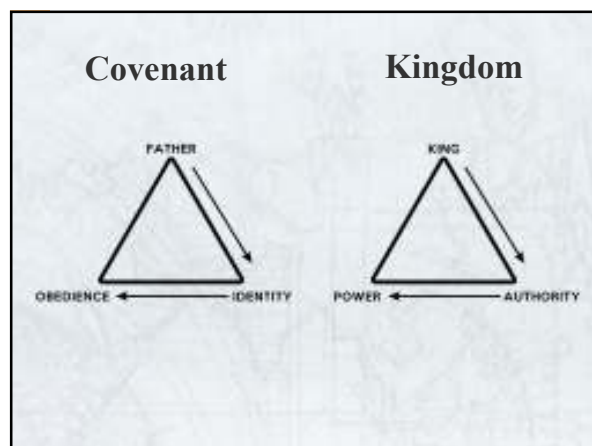 Covenant Kingdom
FATHER KING
OBEDIENCE IDENTITY POWER AUTHORITY